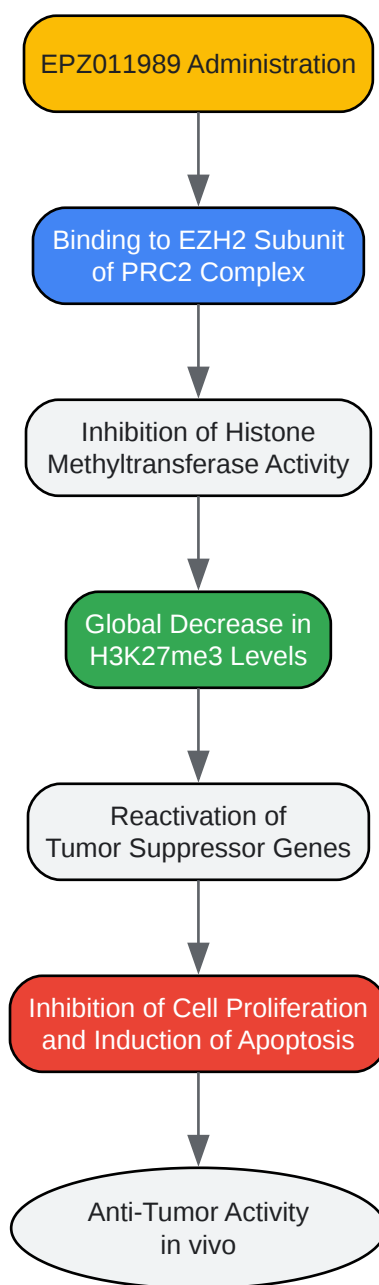 EPZ011989 Administration
Binding to EZH2 Subunit
of PRC2 Complex
Inhibition of Histone
Methyltransferase Activity
Global Decrease in
H3K27me3 Levels
Reactivation of
Tumor Suppressor Genes
Inhibition of Cell Proliferation
and Induction of Apoptosis
Anti-Tumor Activity
in vivo